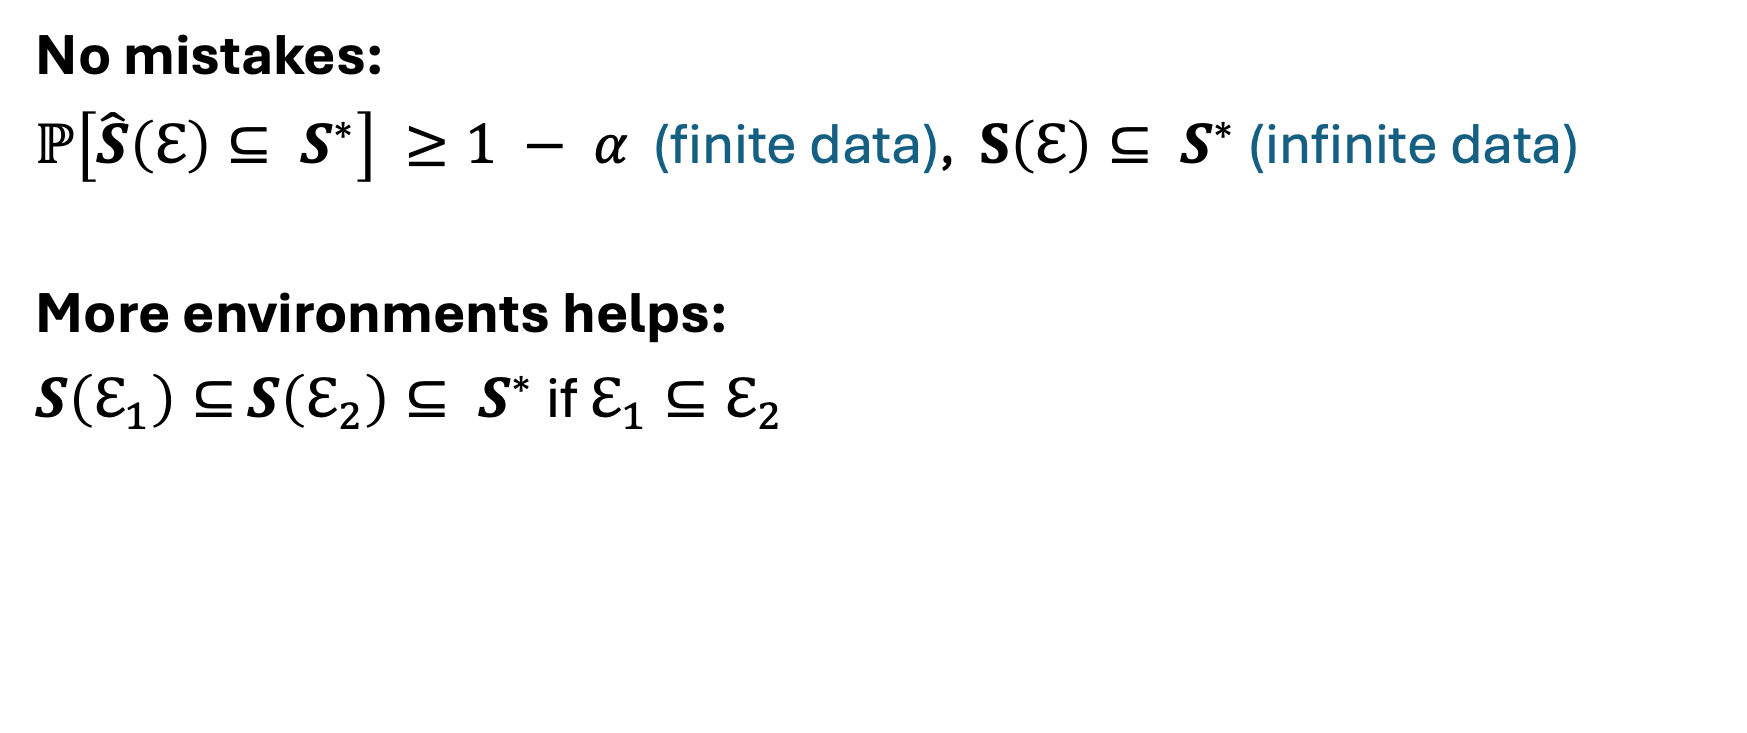 No mistakes:
ℙ[Ŝ(ℇ) ⊆ S*] ≥ 1 − α (finite data), S(ℇ) ⊆ S* (infinite data)
More environments helps:
S(ℇ₁) ⊆ S(ℇ₂) ⊆ S* if ℇ₁ ⊆ ℇ₂